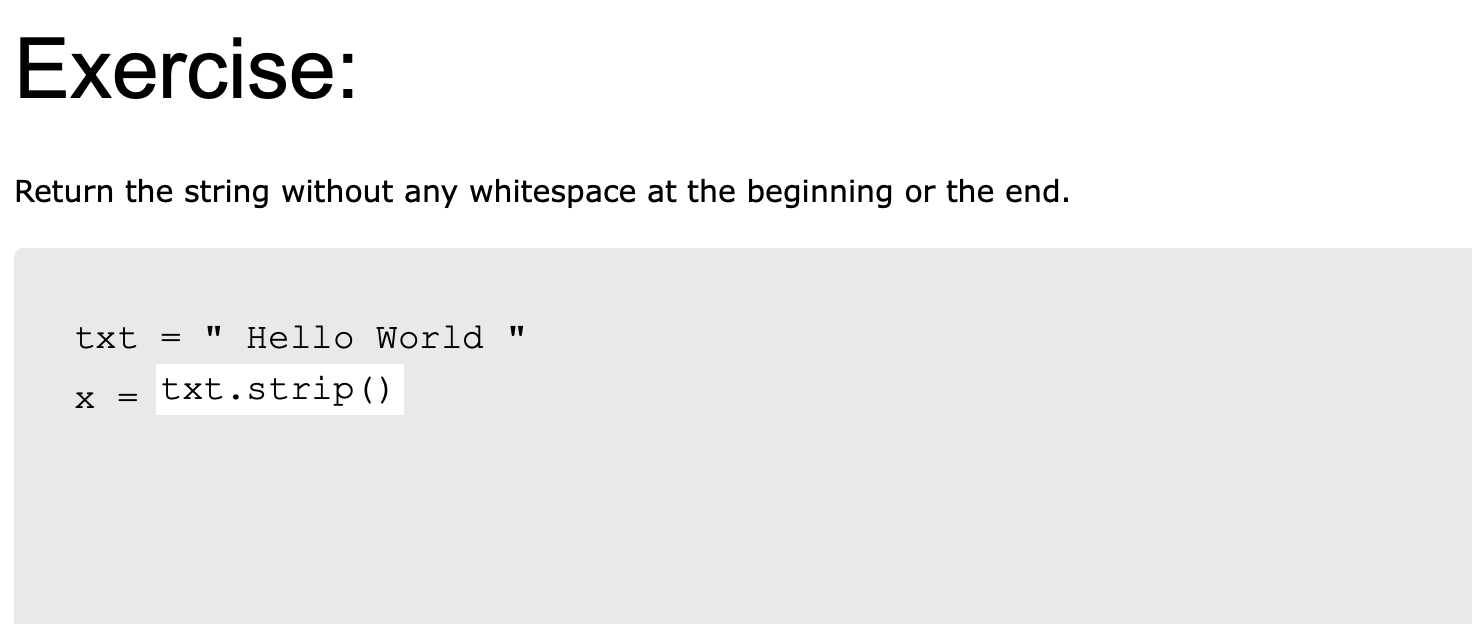 Exercise:
Return the string without any whitespace at the beginning or the end.
txt = " Hello World "
x = txt.strip()